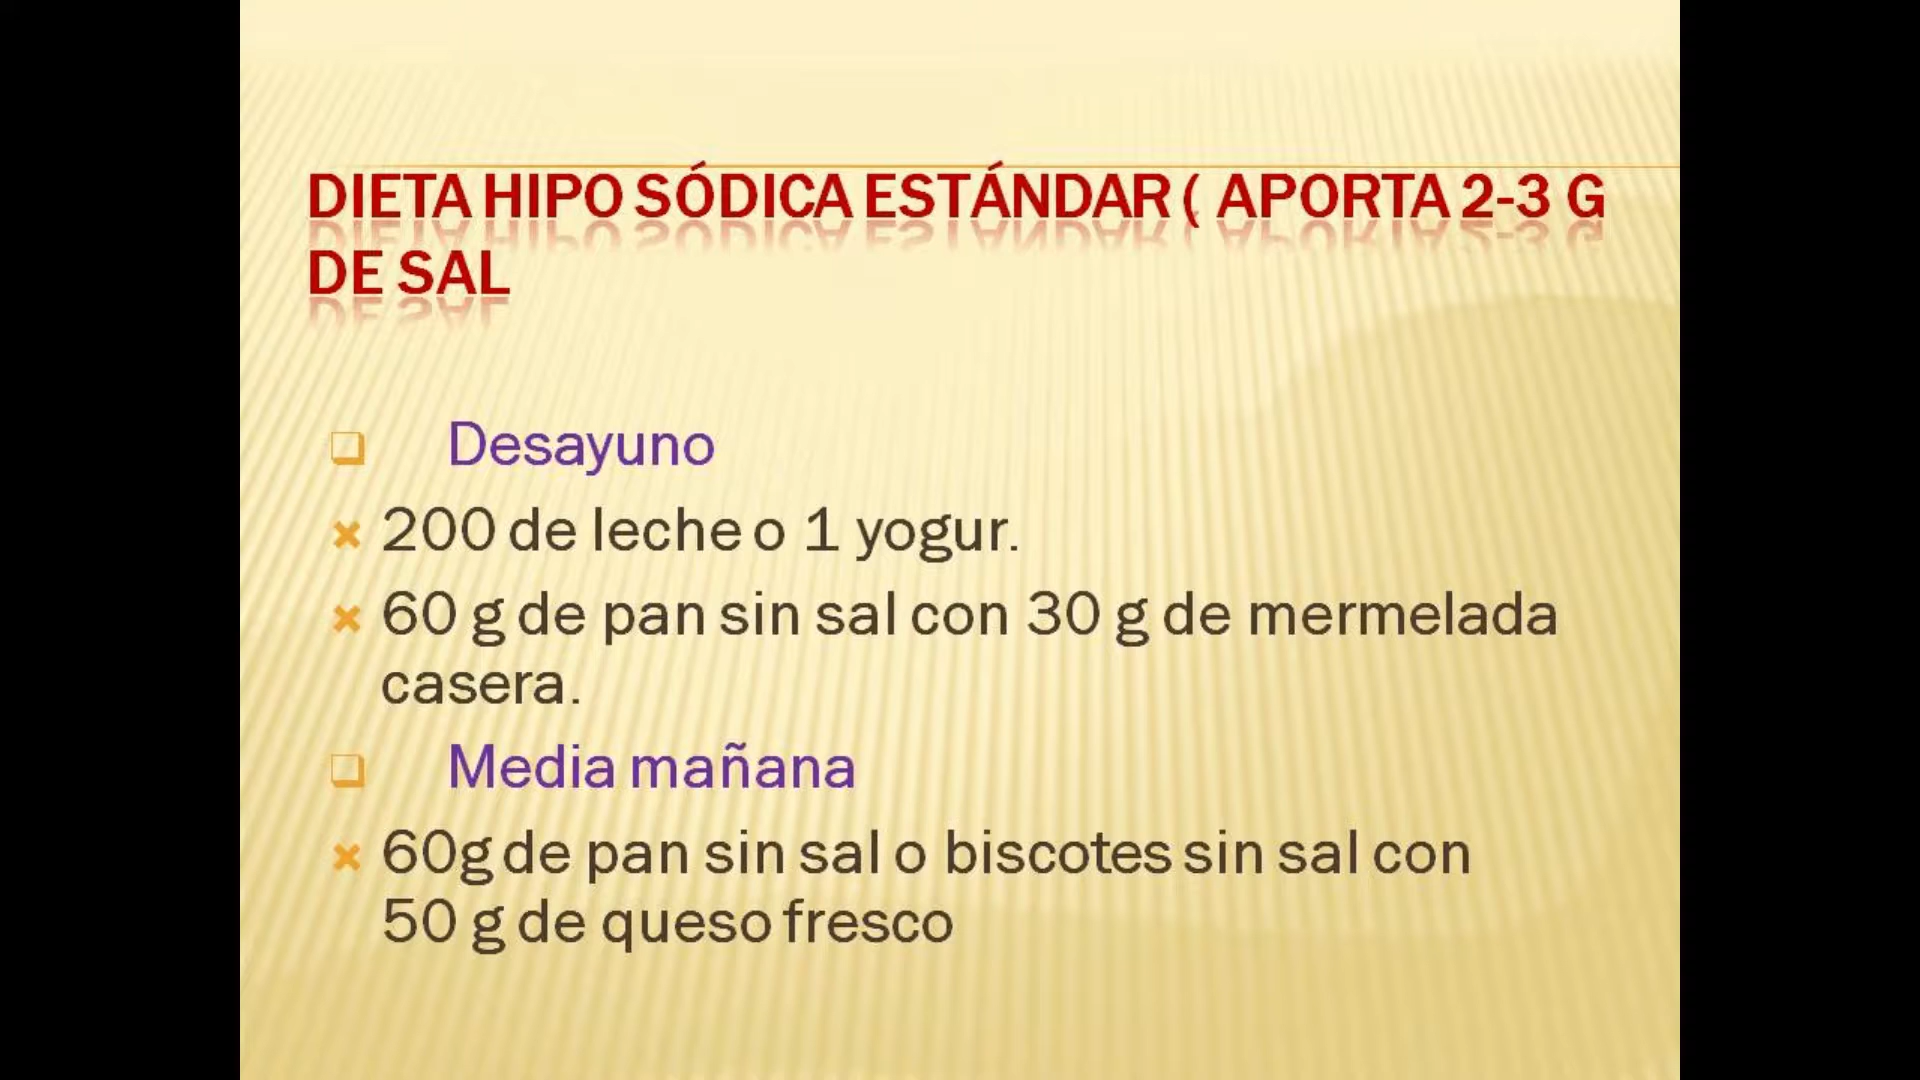 DIETA HIPO SÓDICA ESTÁNDAR ( APORTA 2-3 G
DE SAL
Desayuno
200 de leche o 1 yogur.
60 g de pan sin sal con 30 g de mermelada
casera.
Media mañana
60g de pan sin sal o biscotes sin sal con
50 g de queso fresco